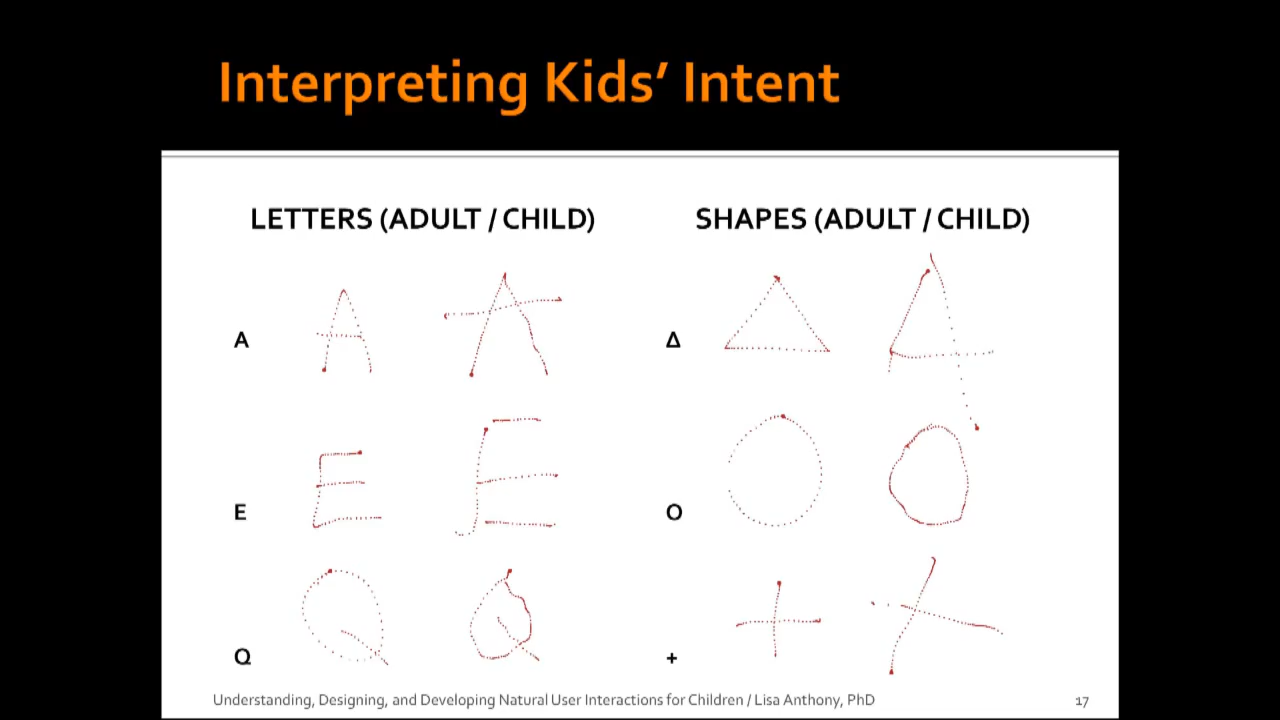 Interpreting Kids’ Intent
LETTERS (ADULT / CHILD)
SHAPES (ADULT / CHILD)
A A A
Δ
E E E
O
Q Q Q
+
Understanding, Designing, and Developing Natural User Interactions for Children / Lisa Anthony, PhD 17